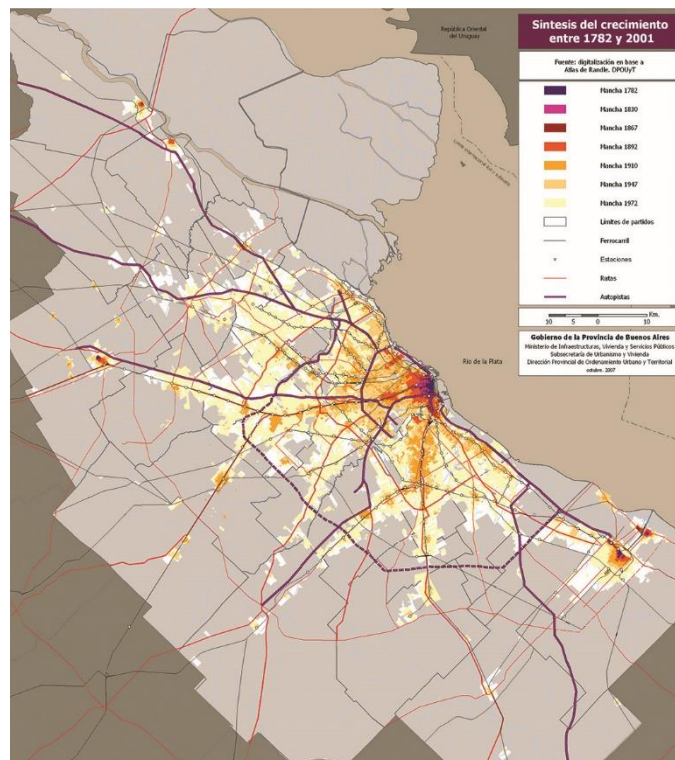 República Oriental
del Uruguay
Síntesis del crecimiento
entre 1782 y 2001
Fuente: digitalización en base a
Atlas de Randle. DPOUyT
Mancha 1782
Mancha 1830
Mancha 1867
Mancha 1892
Mancha 1910
Mancha 1947
Mancha 1972
Límites de partidos
Ferrocarril
Estaciones
Rutas
Autopistas
Km.
10 5 0 10
Gobierno de la Provincia de Buenos Aires
Ministerio de Infraestructuras, Vivienda y Servicios Públicos
Subsecretaría de Urbanismo y Vivienda
Dirección Provincial de Ordenamiento Urbano y Territorial
octubre. 2007
Río de la Plata